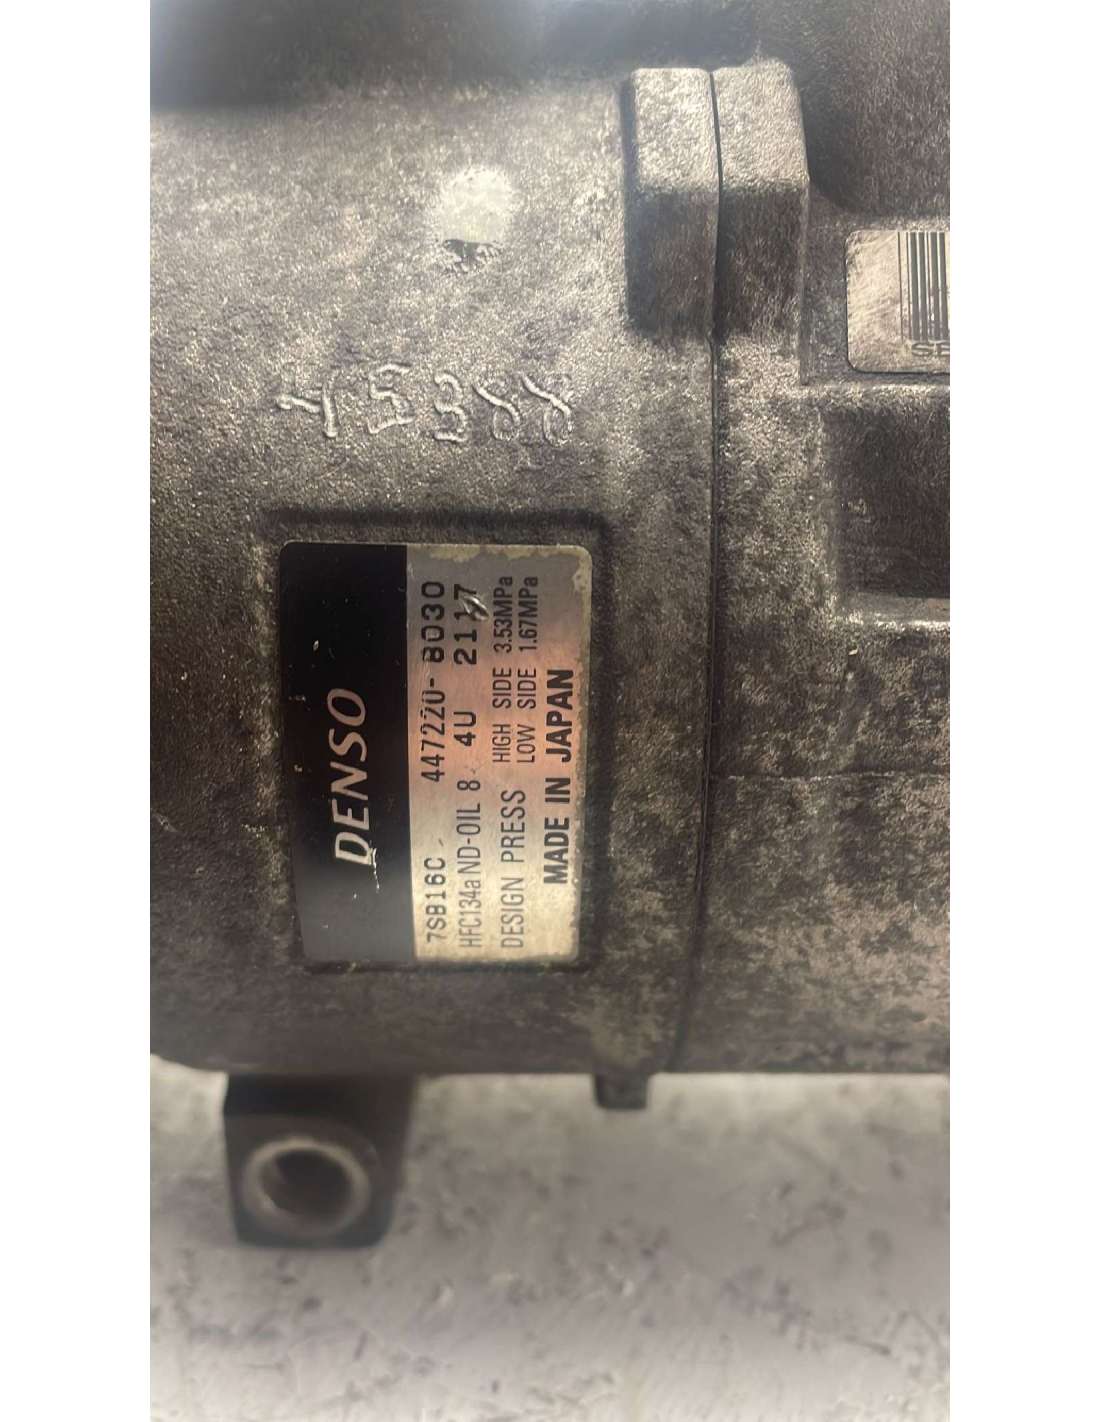 DENSO
7SB16C 447220-8030
HFC134a ND-OIL 8 4U 2117
DESIGN PRESS HIGH SIDE 3.53MPa
LOW SIDE 1.67MPa
MADE IN JAPAN